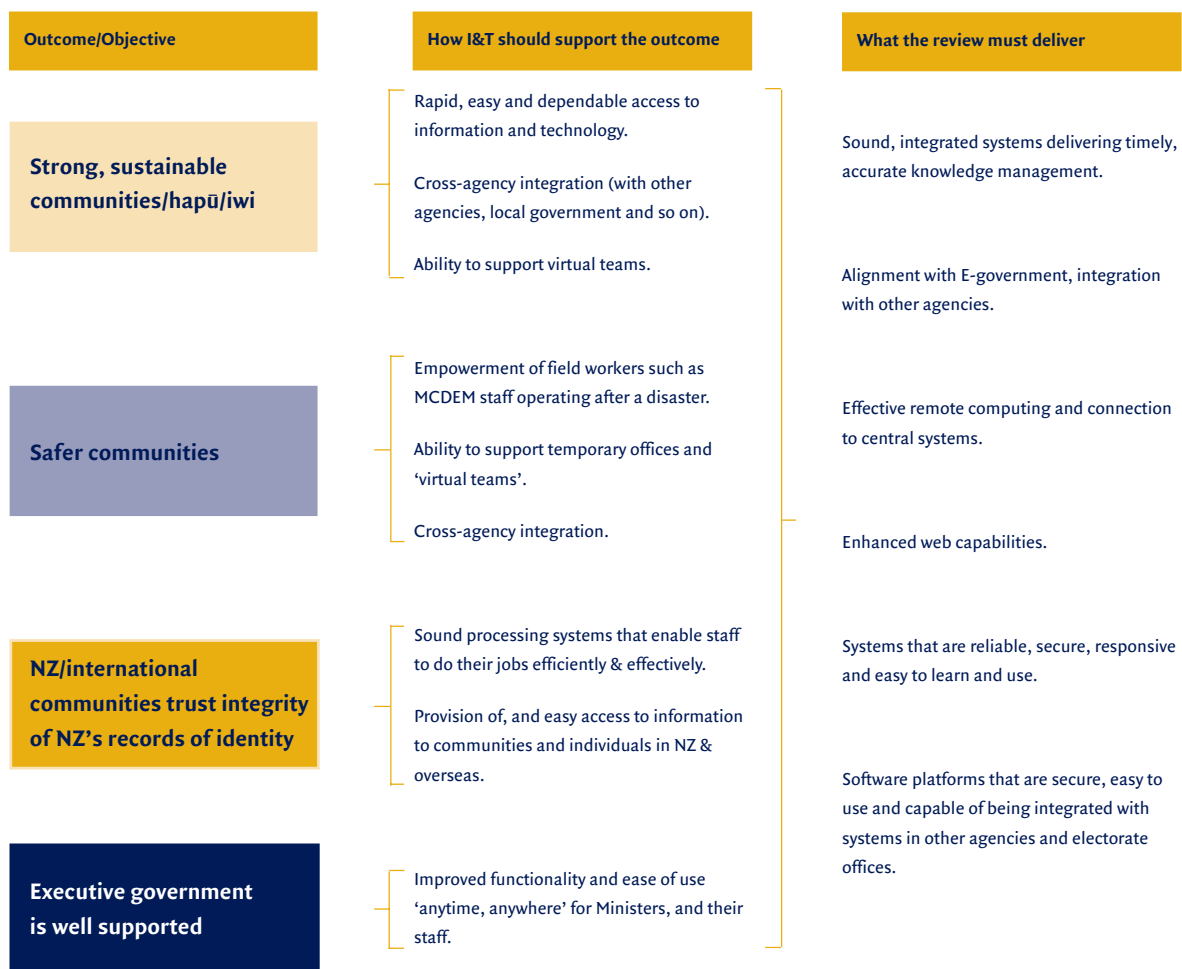 Outcome/Objective
How I&T should support the outcome
What the review must deliver
Strong, sustainable
communities/hapū/iwi
Rapid, easy and dependable access to
information and technology.
Cross-agency integration (with other
agencies, local government and so on).
Ability to support virtual teams.
Safer communities
Empowerment of field workers such as
MCDEM staff operating after a disaster.
Ability to support temporary offices and
‘virtual teams’.
Cross-agency integration.
NZ/international
communities trust integrity
of NZ’s records of identity
Sound processing systems that enable staff
to do their jobs efficiently & effectively.
Provision of, and easy access to information
to communities and individuals in NZ &
overseas.
Executive government
is well supported
Improved functionality and ease of use
‘anytime, anywhere’ for Ministers, and their
staff.
Sound, integrated systems delivering timely,
accurate knowledge management.
Alignment with E-government, integration
with other agencies.
Effective remote computing and connection
to central systems.
Enhanced web capabilities.
Systems that are reliable, secure, responsive
and easy to learn and use.
Software platforms that are secure, easy to
use and capable of being integrated with
systems in other agencies and electorate
offices.